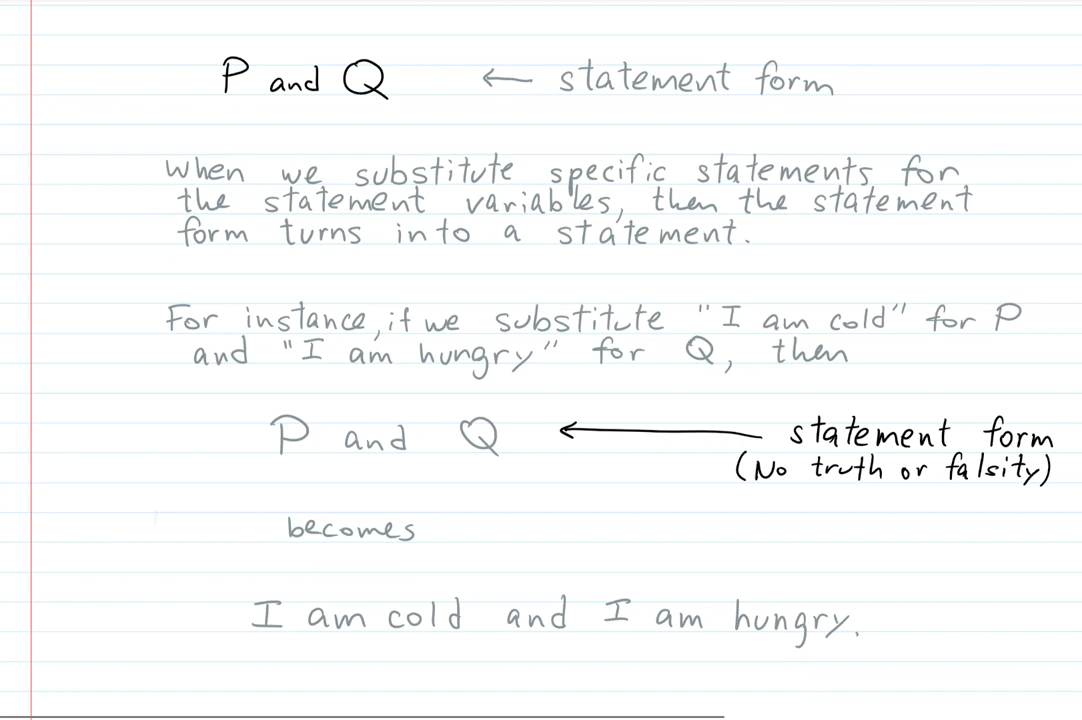 P and Q ← statement form
When we substitute specific statements for
the statement variables, then the statement
form turns into a statement.
For instance, if we substitute "I am cold" for P
and "I am hungry" for Q, then
P and Q ← statement form
(No truth or falsity)
becomes
I am cold and I am hungry.